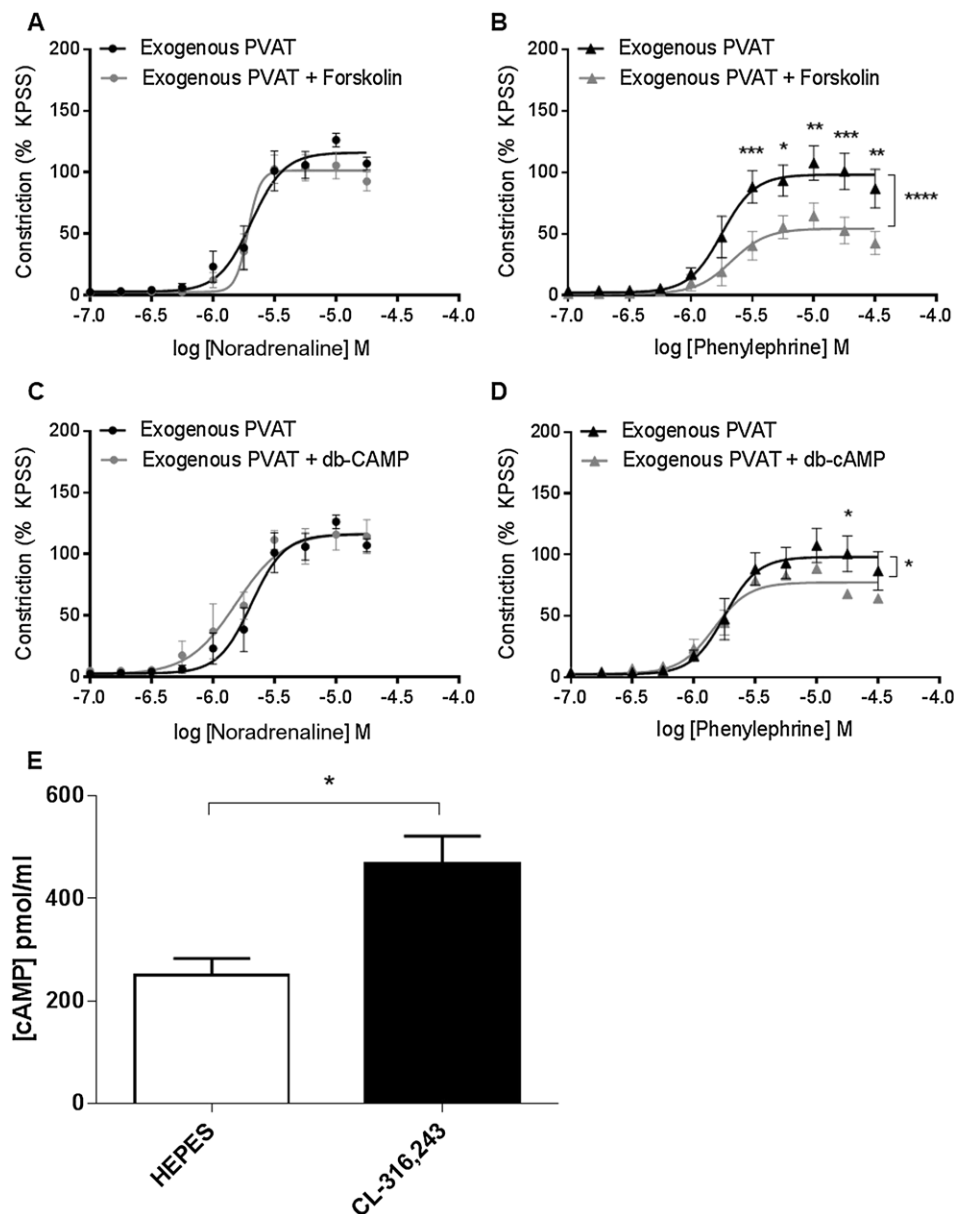 A
Exogenous PVAT
Exogenous PVAT + Forskolin
Constriction (% KPSS)
200
150
100
50
0
-7.0 -6.5 -6.0 -5.5 -5.0 -4.5 -4.0
log [Noradrenaline] M
B
Exogenous PVAT
Exogenous PVAT + Forskolin
Constriction (% KPSS)
200
150
100
50
0
*** * ** *** **
****
-7.0 -6.5 -6.0 -5.5 -5.0 -4.5 -4.0
log [Phenylephrine] M
C
Exogenous PVAT
Exogenous PVAT + db-CAMP
Constriction (% KPSS)
200
150
100
50
0
-7.0 -6.5 -6.0 -5.5 -5.0 -4.5 -4.0
log [Noradrenaline] M
D
Exogenous PVAT
Exogenous PVAT + db-cAMP
Constriction (% KPSS)
200
150
100
50
0
*
*
-7.0 -6.5 -6.0 -5.5 -5.0 -4.5 -4.0
log [Phenylephrine] M
E
[cAMP] pmol/ml
600
400
200
0
*
HEPES
CL-316,243